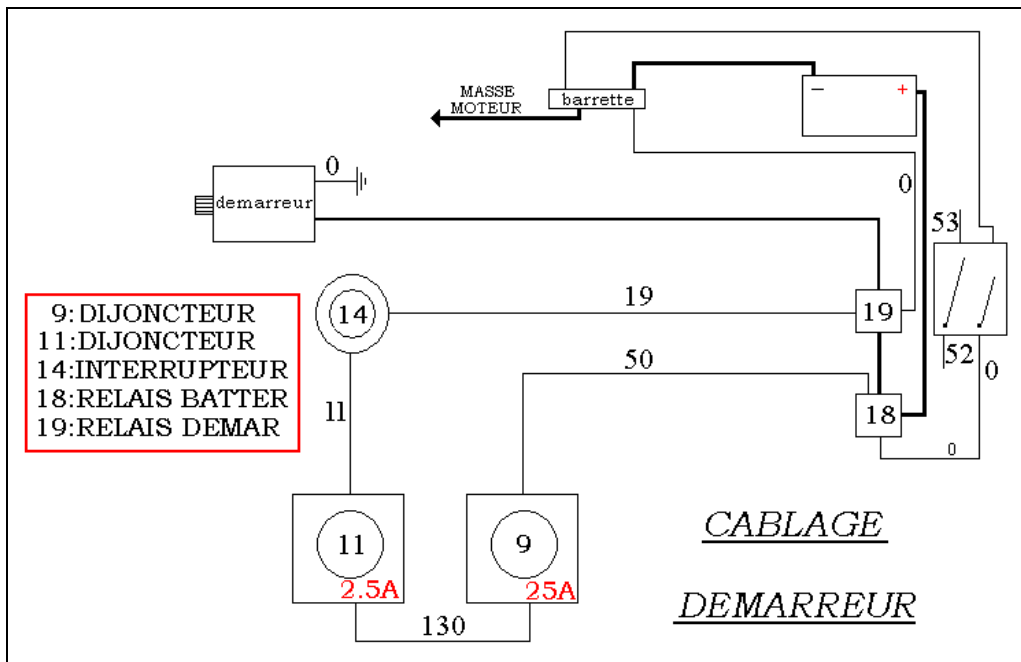 MASSE
MOTEUR
barrette
−
+
0
demarreur
0
53
9: DIJONCTEUR
11: DIJONCTEUR
14:INTERRUPTEUR
18:RELAIS BATTER
19:RELAIS DEMAR
14
19
19
52
0
50
11
18
0
11
2.5A
9
25A
130
CABLAGE
DEMARREUR